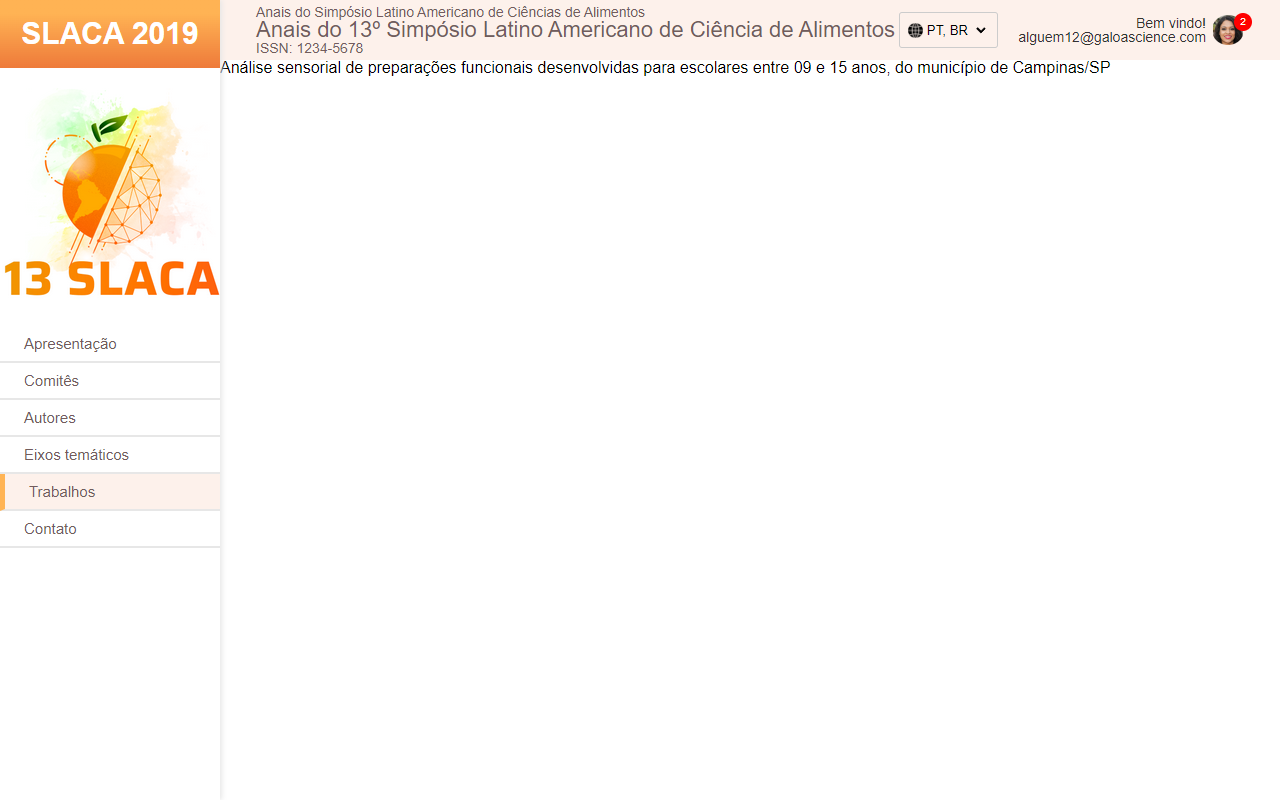 SLACA 2019
Anais do Simpósio Latino Americano de Ciências de Alimentos
Anais do 13º Simpósio Latino Americano de Ciência de Alimentos
ISSN: 1234-5678
PT, BR
Bem vindo!
alguem12@galoascience.com
2
Análise sensorial de preparações funcionais desenvolvidas para escolares entre 09 e 15 anos, do município de Campinas/SP
13 SLACA
Apresentação
Comitês
Autores
Eixos temáticos
Trabalhos
Contato